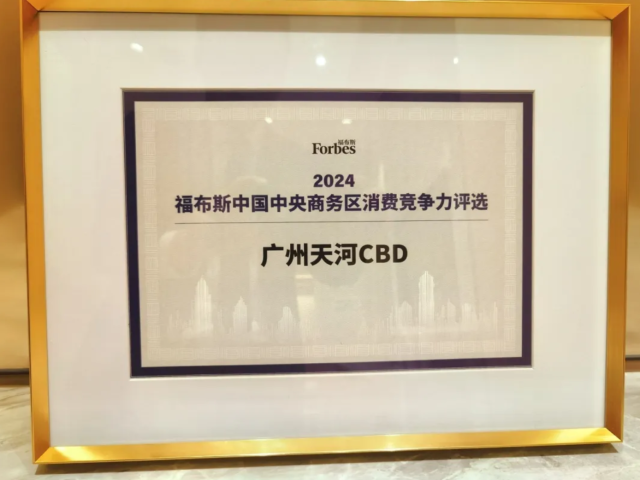 福布斯
Forbes
2024
福布斯中国中央商务区消费竞争力评选
广州天河CBD